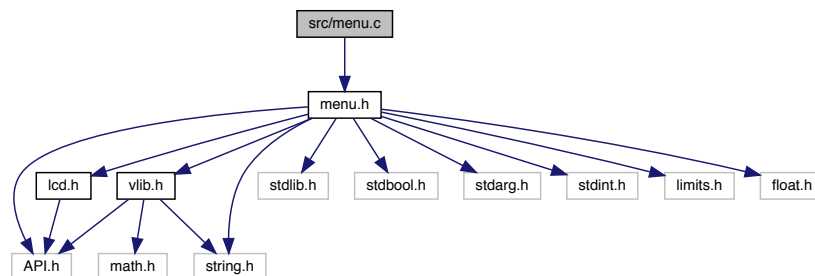 src/menu.c
menu.h
lcd.h
vlib.h
stdlib.h
stdbool.h
stdarg.h
stdint.h
limits.h
float.h
API.h
math.h
string.h